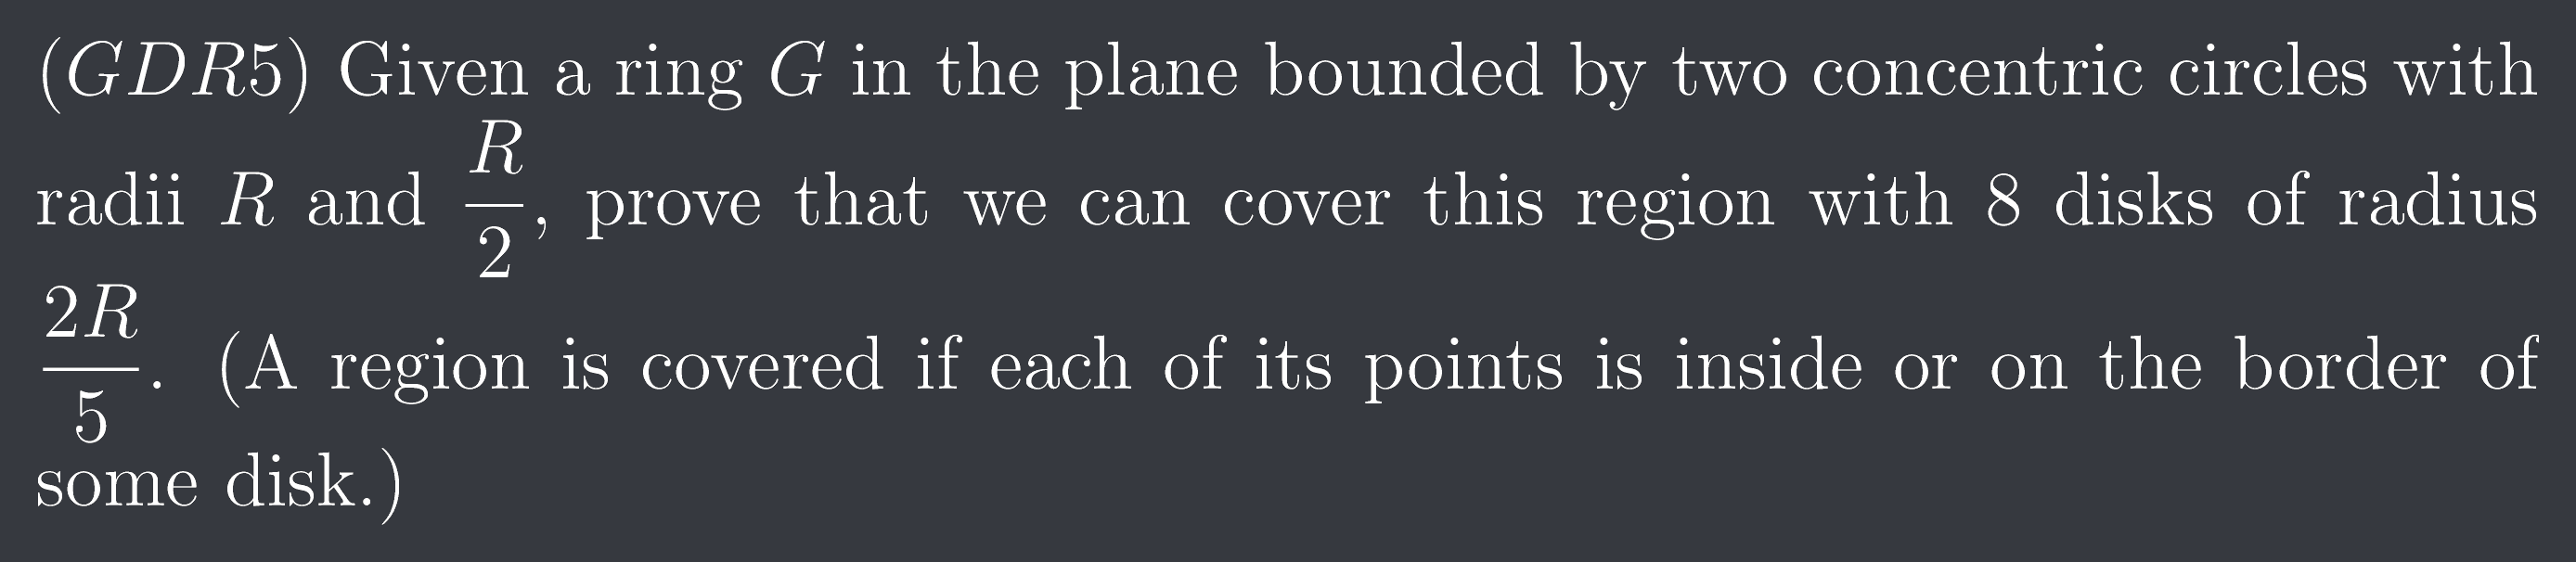 (GDR5) Given a ring G in the plane bounded by two concentric circles with
radii R and \frac{R}{2}, prove that we can cover this region with 8 disks of radius
\frac{2R}{5}. (A region is covered if each of its points is inside or on the border of
some disk.)